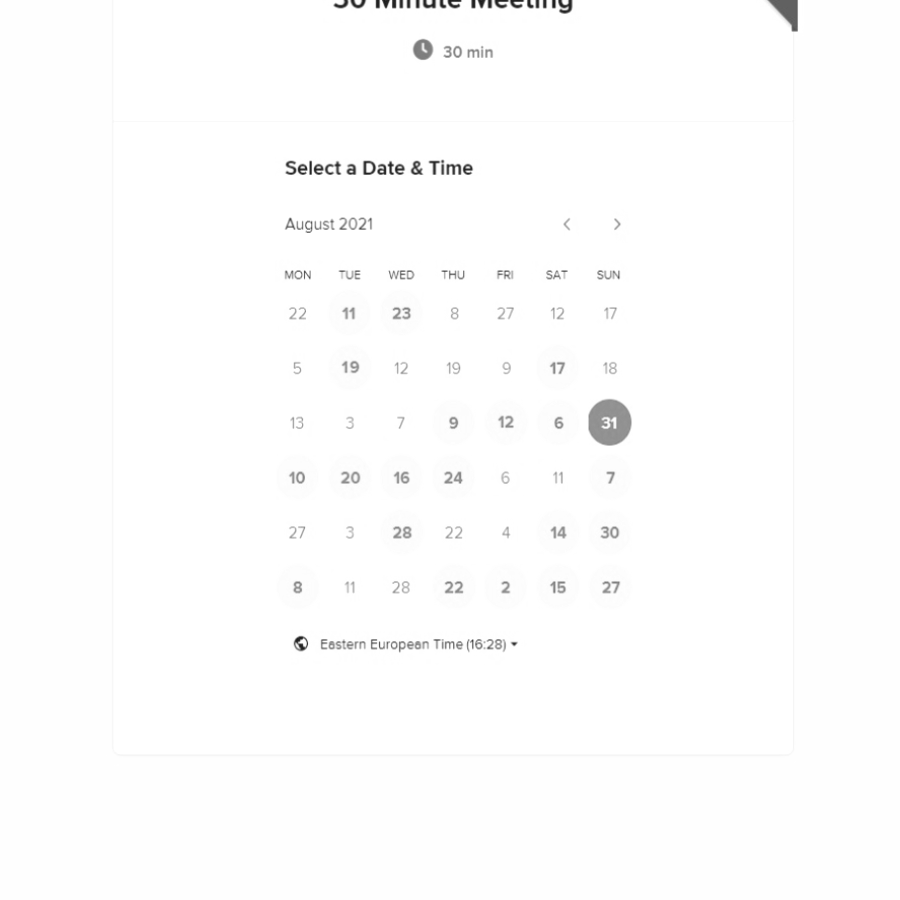 30 Minute Meeting
30 min
Select a Date & Time
August 2021
MON TUE WED THU FRI SAT SUN
22 11 23 8 27 12 17
5 19 12 19 9 17 18
13 3 7 9 12 6 31
10 20 16 24 6 11 7
27 3 28 22 4 14 30
8 11 28 22 2 15 27
Eastern European Time (16:28)